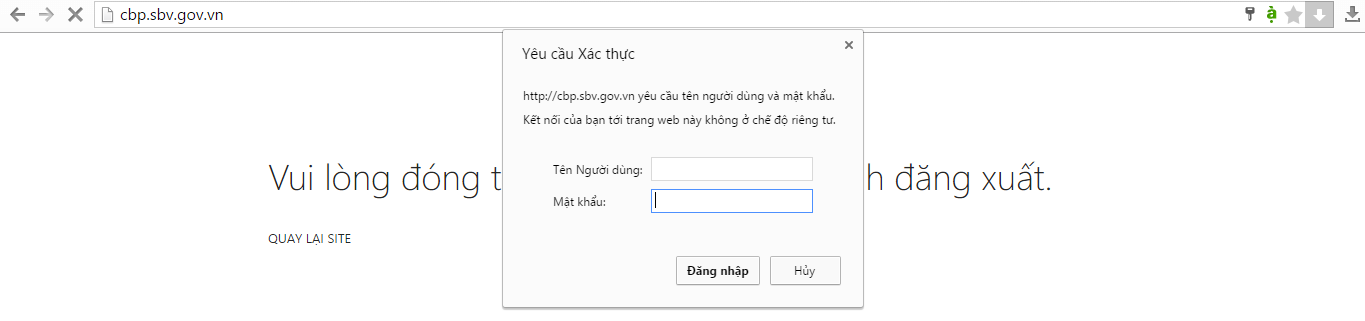 cbp.sbv.gov.vn
Yêu cầu Xác thực
http://cbp.sbv.gov.vn yêu cầu tên người dùng và mật khẩu.
Kết nối của bạn tới trang web này không ở chế độ riêng tư.
Vui lòng đóng t h đăng xuất.
Tên Người dùng:
Mật khẩu:
QUAY LẠI SITE
Đăng nhập Hủy